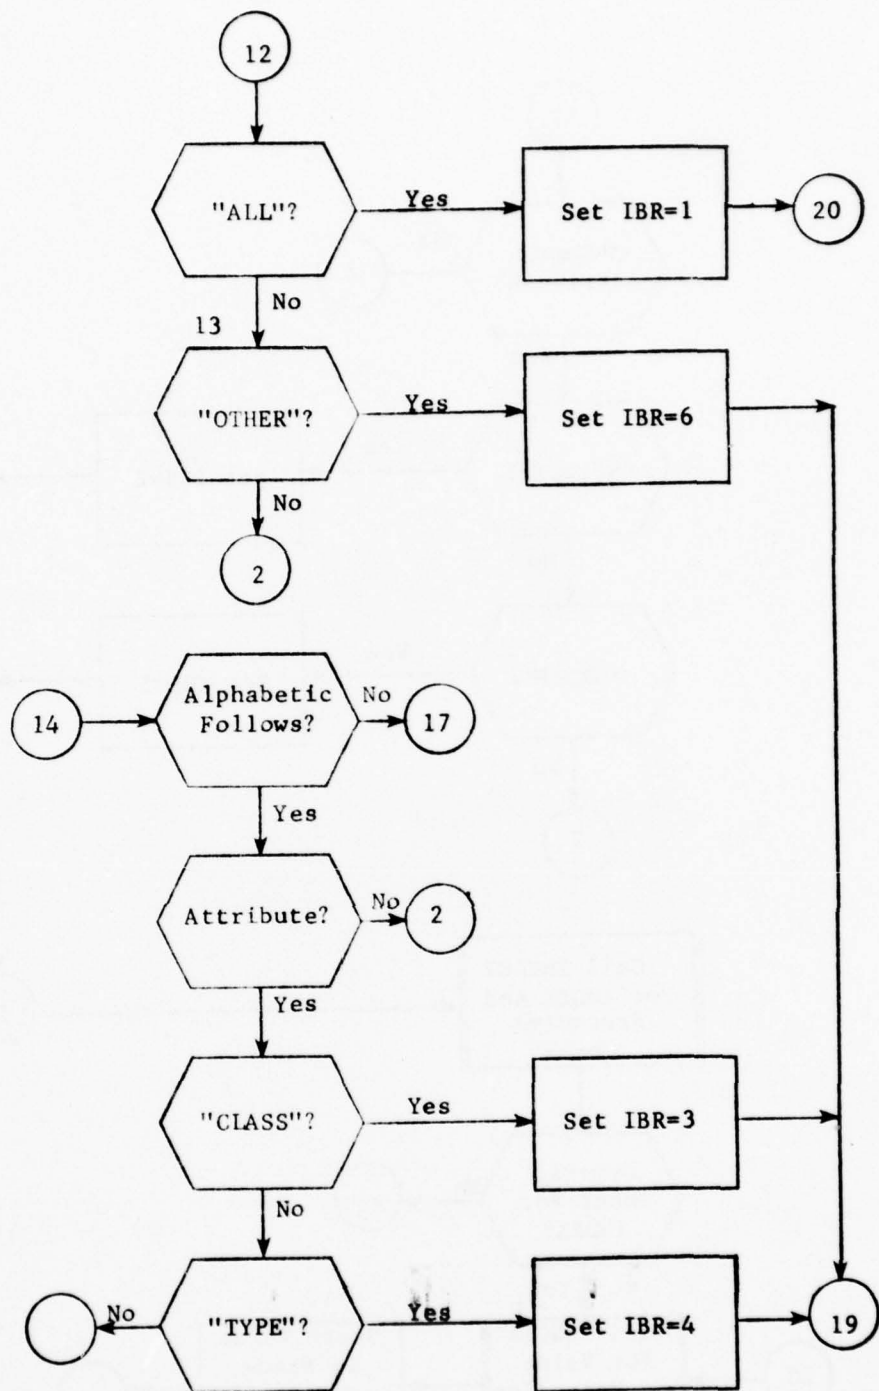 12
"ALL"?
Yes
Set IBR=1
20
No
13
"OTHER"?
Yes
Set IBR=6
No
2
14
Alphabetic
Follows?
No
17
Yes
Attribute?
No
2
Yes
"CLASS"?
Yes
Set IBR=3
No
No
"TYPE"?
Yes
Set IBR=4
19